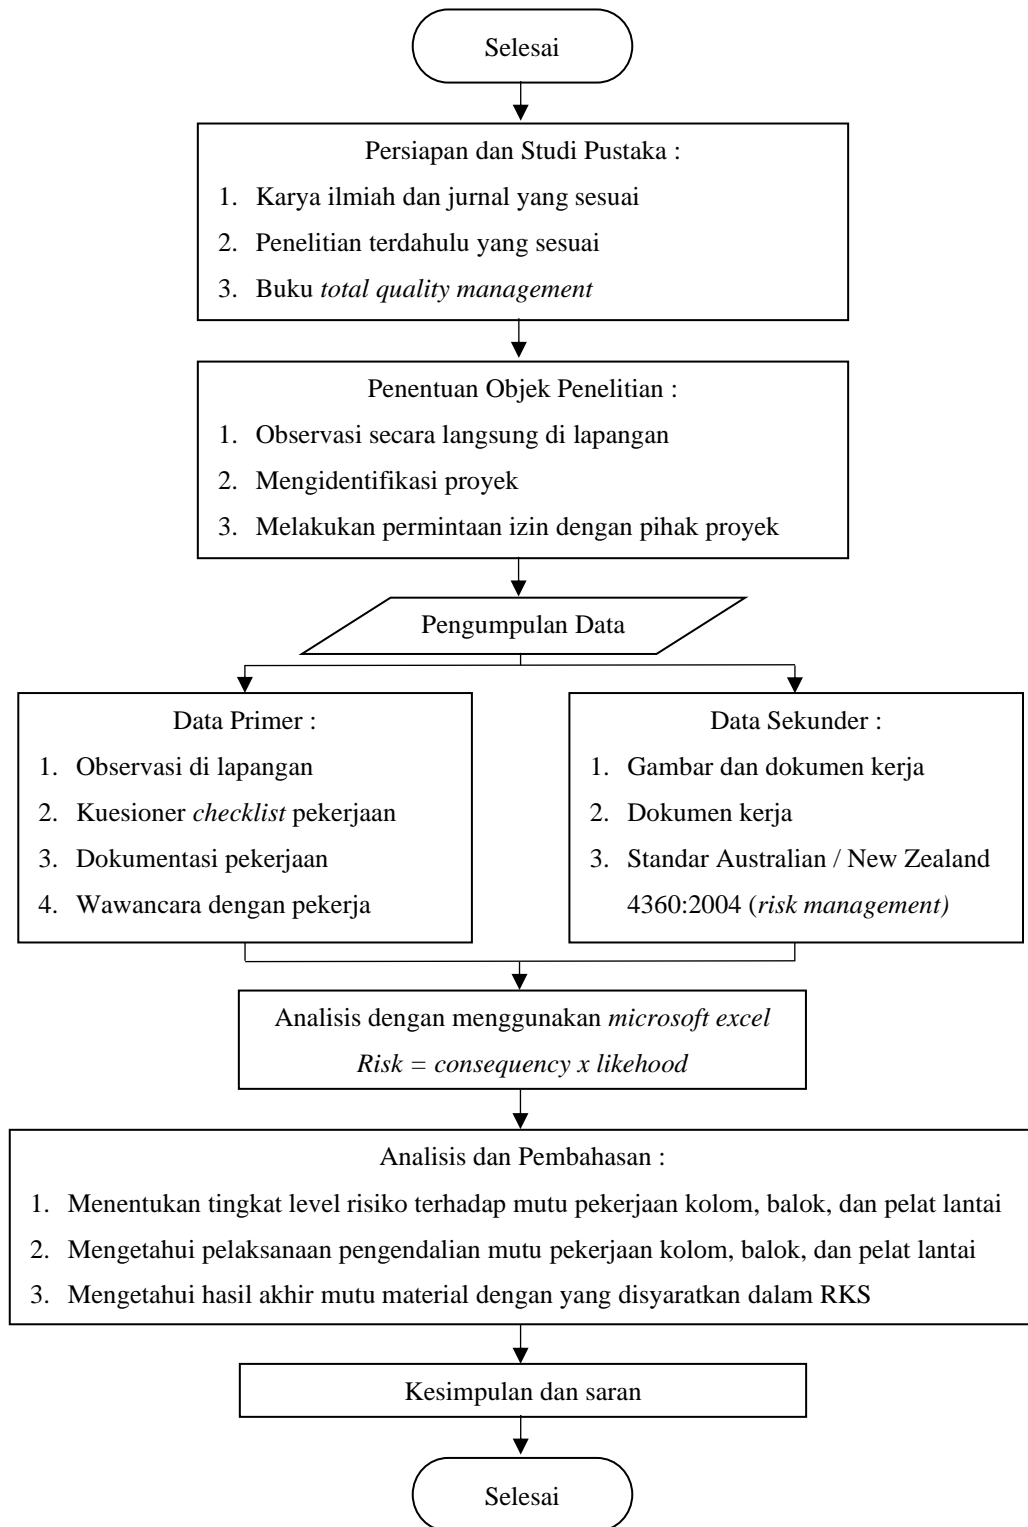 Selesai
Persiapan dan Studi Pustaka :
1. Karya ilmiah dan jurnal yang sesuai
2. Penelitian terdahulu yang sesuai
3. Buku total quality management
Penentuan Objek Penelitian :
1. Observasi secara langsung di lapangan
2. Mengidentifikasi proyek
3. Melakukan permintaan izin dengan pihak proyek
Pengumpulan Data
Data Primer :
1. Observasi di lapangan
2. Kuesioner checklist pekerjaan
3. Dokumentasi pekerjaan
4. Wawancara dengan pekerja
Data Sekunder :
1. Gambar dan dokumen kerja
2. Dokumen kerja
3. Standar Australian / New Zealand
4360:2004 (risk management)
Analisis dengan menggunakan microsoft excel
Risk = consequency x likehood
Analisis dan Pembahasan :
1. Menentukan tingkat level risiko terhadap mutu pekerjaan kolom, balok, dan pelat lantai
2. Mengetahui pelaksanaan pengendalian mutu pekerjaan kolom, balok, dan pelat lantai
3. Mengetahui hasil akhir mutu material dengan yang disyaratkan dalam RKS
Kesimpulan dan saran
Selesai